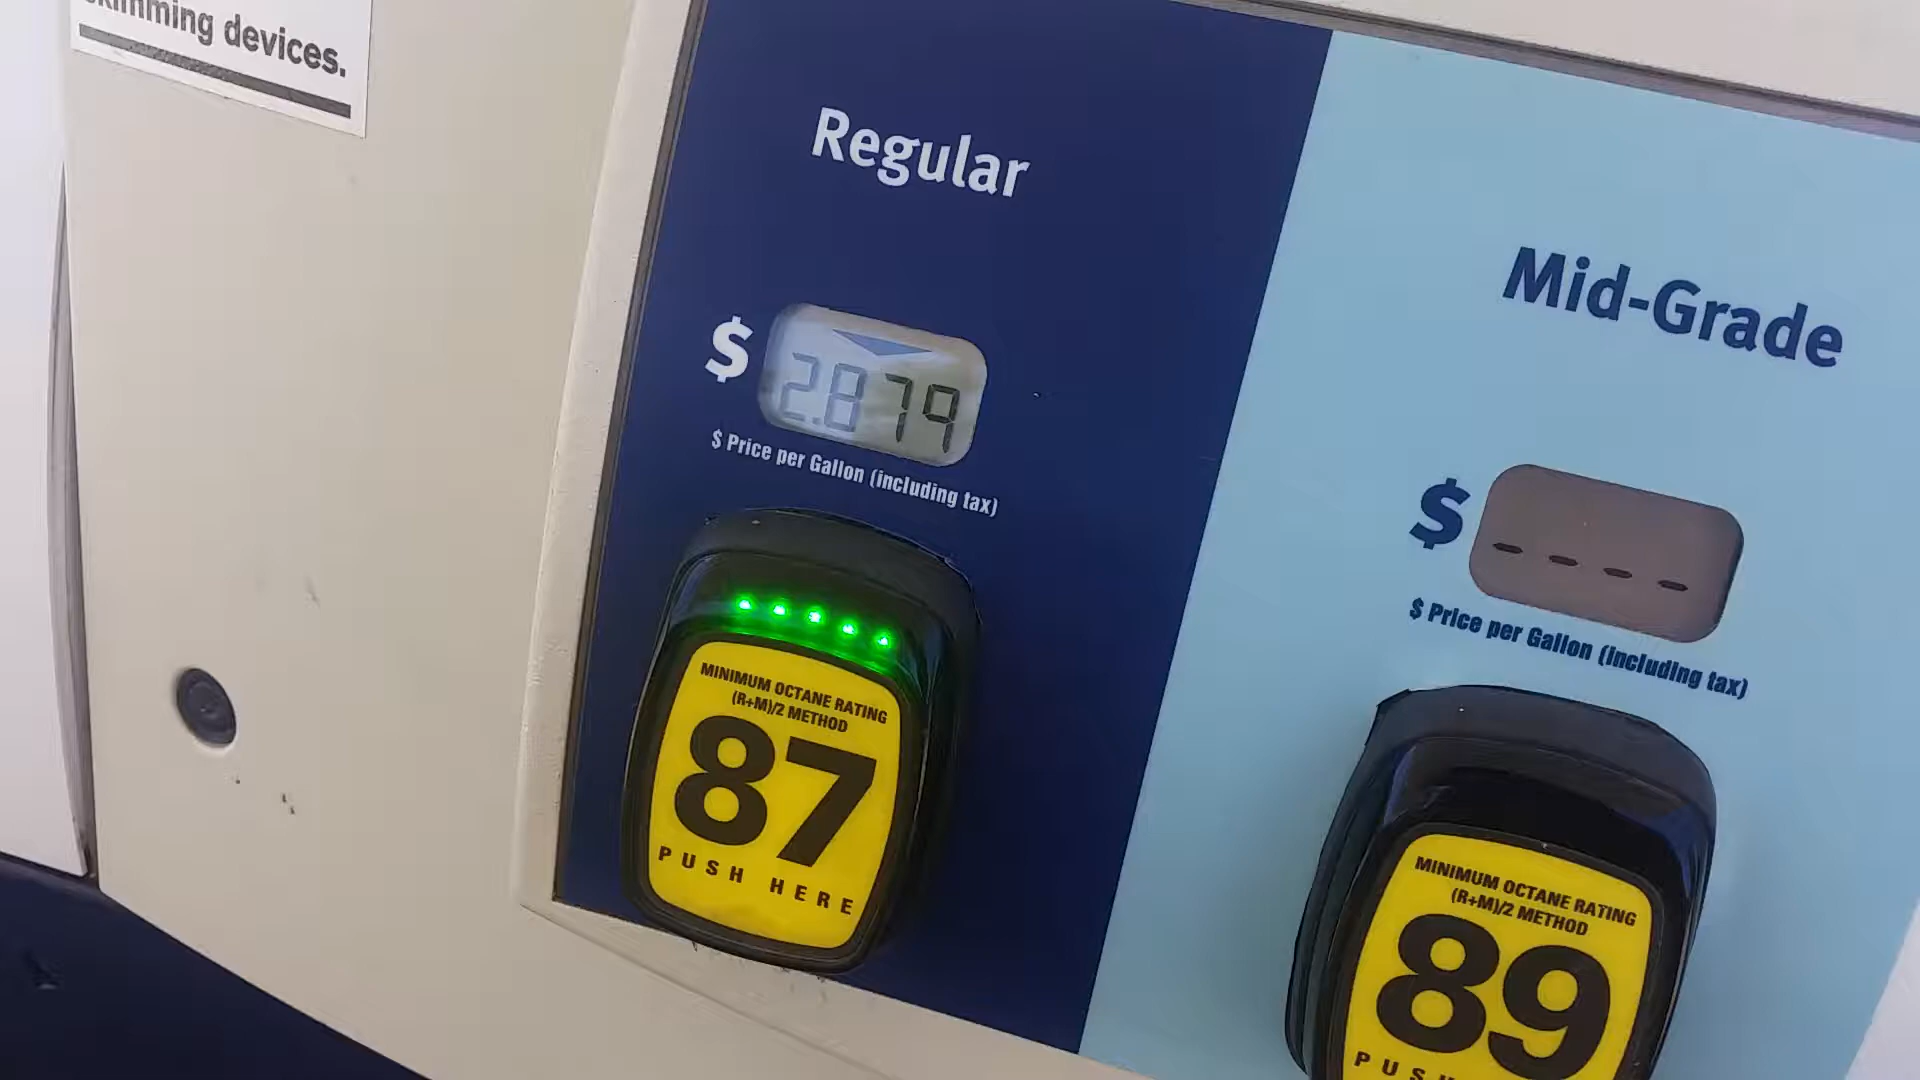 skimming devices.
Regular
$ 2.879
$ Price per Gallon (including tax)
MINIMUM OCTANE RATING
(R+M)/2 METHOD
87
PUSH HERE
Mid-Grade
$ ----
$ Price per Gallon (including tax)
MINIMUM OCTANE RATING
(R+M)/2 METHOD
89